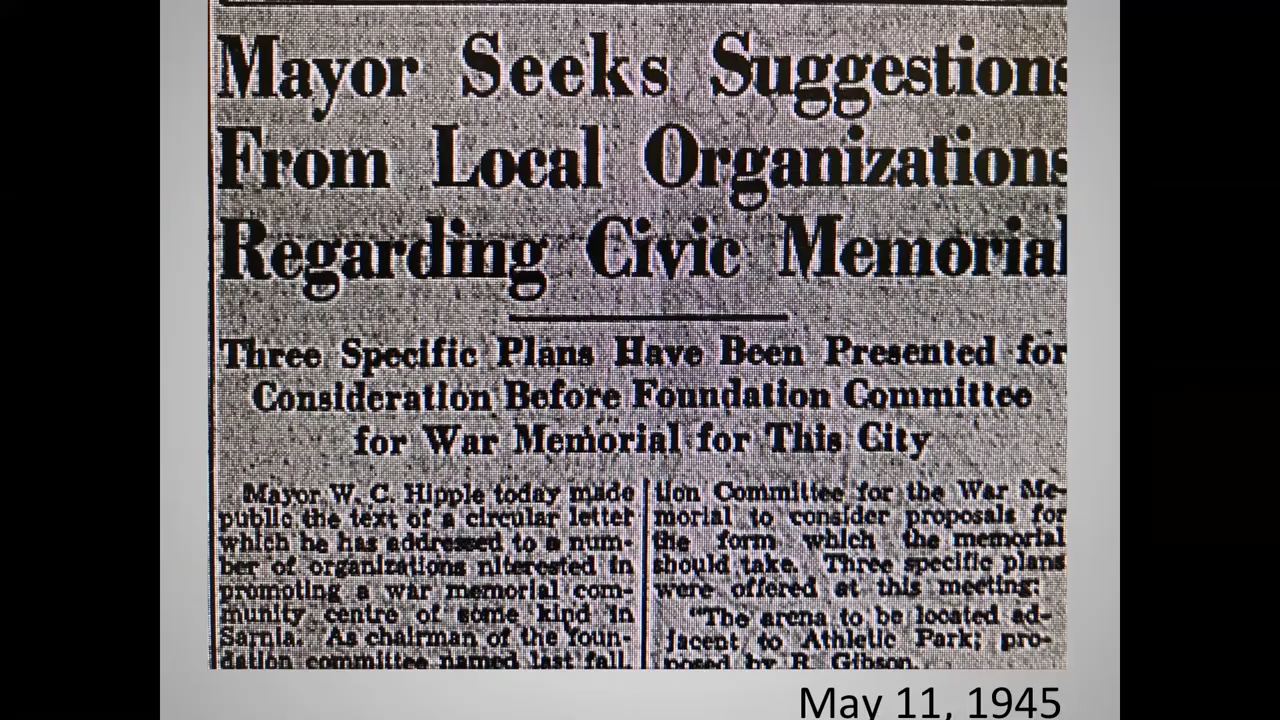 Mayor Seeks Suggestions
From Local Organizations
Regarding Civic Memorial
Three Specific Plans Have Been Presented for
Consideration Before Foundation Committee
for War Memorial for This City
Mayor W. C. Hipple today made
public the text of a circular letter
which he has addressed to a num-
ber of organizations niterested in
promoting a war memorial com-
munity centre of some kind in
Sarnia. As chairman of the Foun-
dation committee named last fall,
tion Committee for the War Me-
morial to consider proposals for
the form which the memorial
should take. Three specific plans
were offered at this meeting:
"The arena to be located ad-
jacent to Athletic Park; pro-
posed by R. Gibson.
May 11, 1945